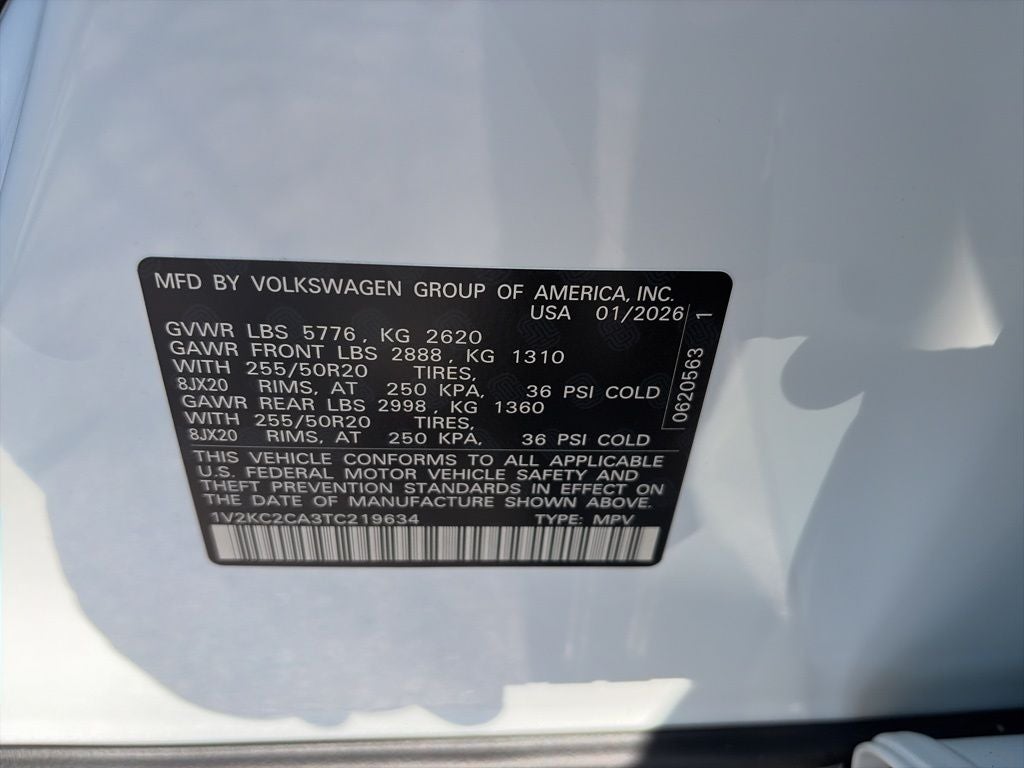 MFD BY VOLKSWAGEN GROUP OF AMERICA, INC.
USA 01/2026
GVWR LBS 5776, KG 2620
GAWR FRONT LBS 2888, KG 1310
WITH 255/50R20 TIRES,
8JX20 RIMS, AT 250 KPA, 36 PSI COLD
GAWR REAR LBS 2998, KG 1360
WITH 255/50R20 TIRES,
8JX20 RIMS, AT 250 KPA, 36 PSI COLD
0620563 1
THIS VEHICLE CONFORMS TO ALL APPLICABLE
U.S. FEDERAL MOTOR VEHICLE SAFETY AND
THEFT PREVENTION STANDARDS IN EFFECT ON
THE DATE OF MANUFACTURE SHOWN ABOVE.
1V2KC2CA3TC219634 TYPE: MPV